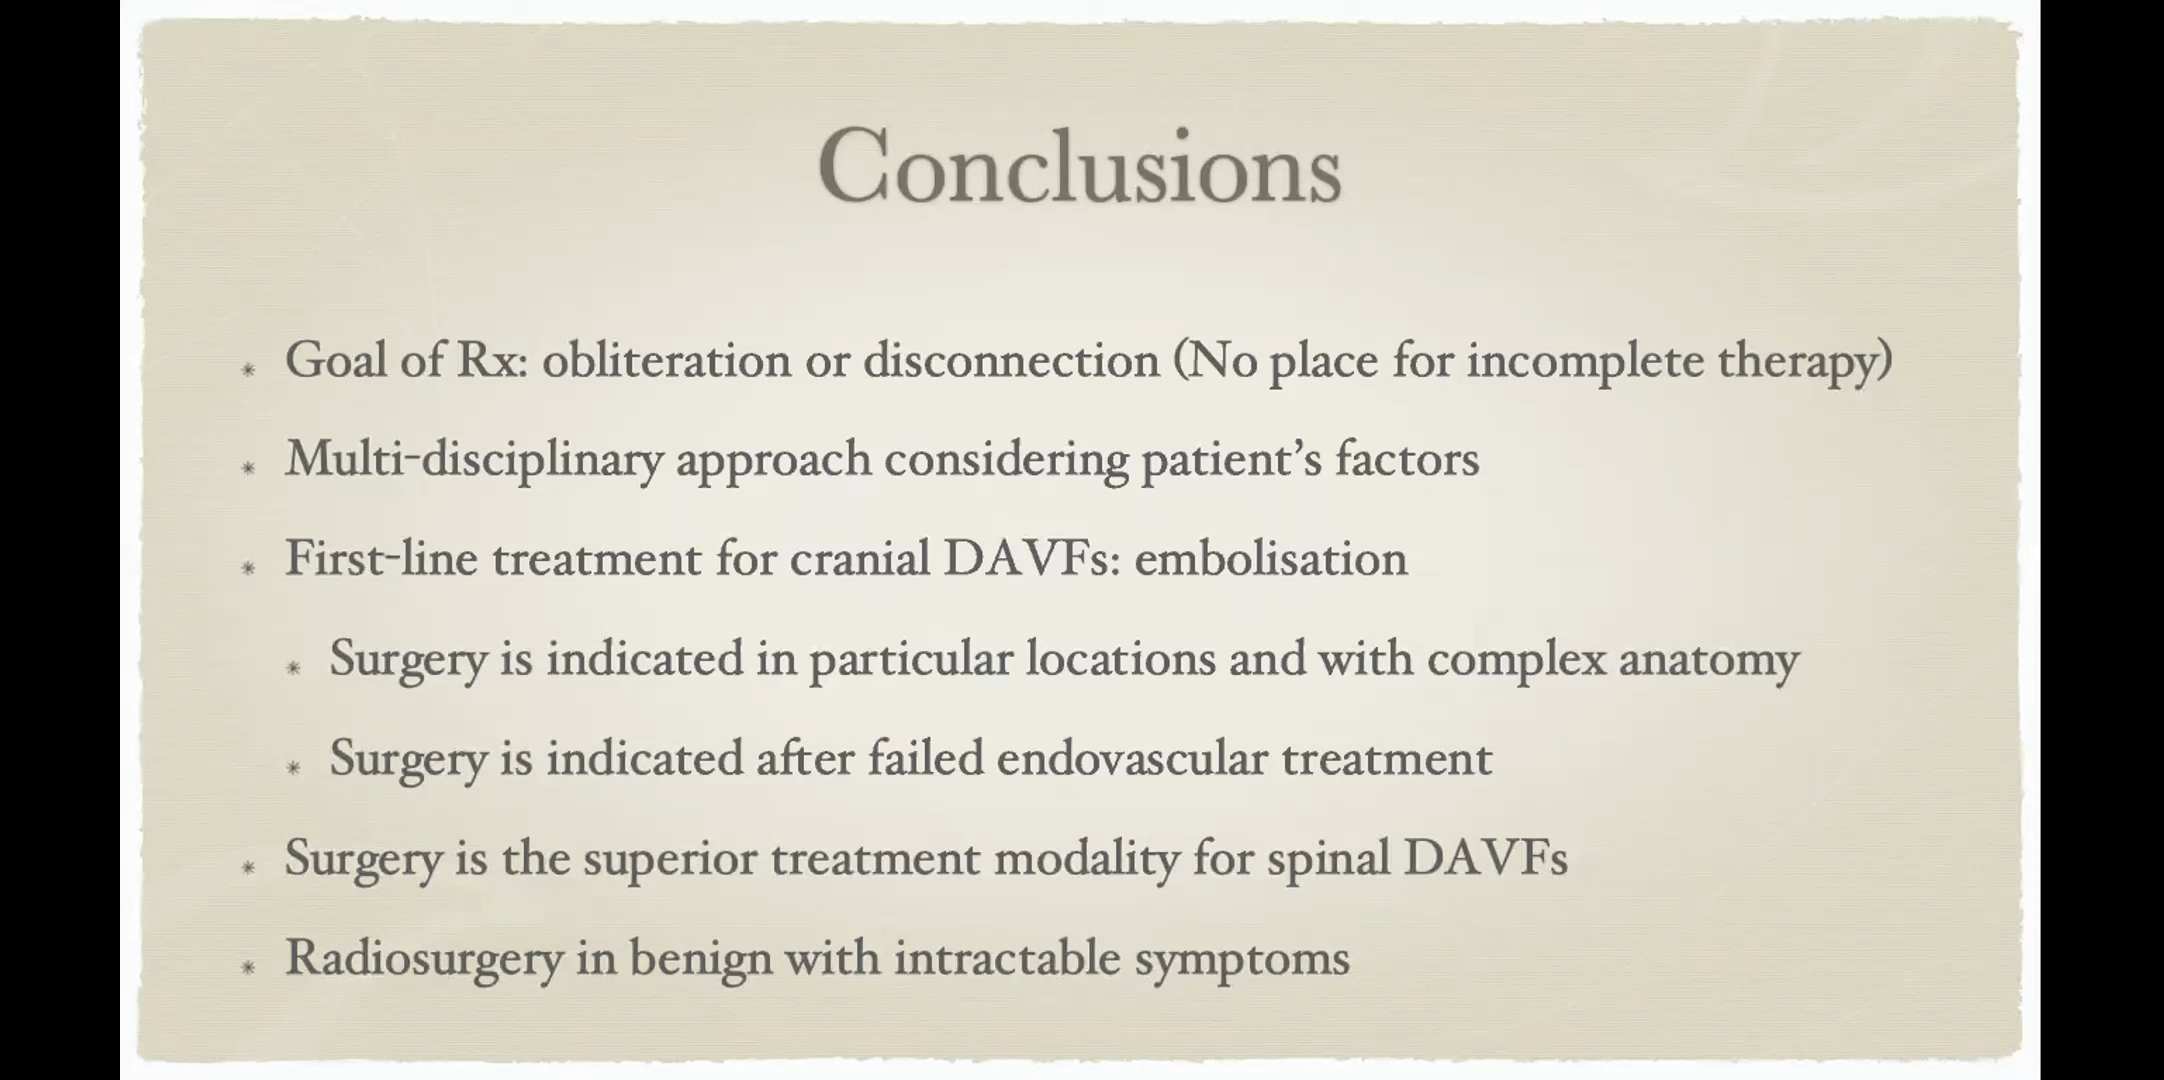 Conclusions
* Goal of Rx: obliteration or disconnection (No place for incomplete therapy)
* Multi-disciplinary approach considering patient’s factors
* First-line treatment for cranial DAVFs: embolisation
* Surgery is indicated in particular locations and with complex anatomy
* Surgery is indicated after failed endovascular treatment
* Surgery is the superior treatment modality for spinal DAVFs
* Radiosurgery in benign with intractable symptoms